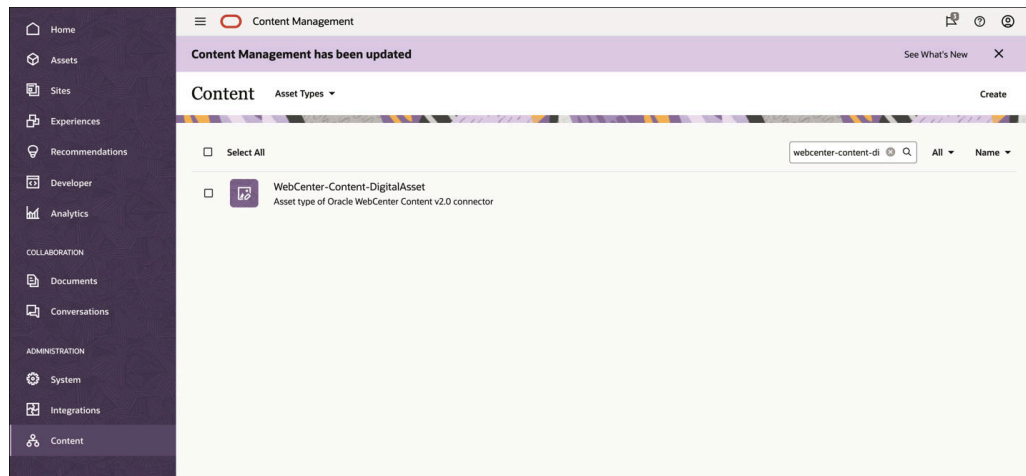 Home
Assets
Sites
Experiences
Recommendations
Developer
Analytics
COLLABORATION
Documents
Conversations
ADMINISTRATION
System
Integrations
Content
Content Management
3
Content Management has been updated
See What's New
Content Asset Types
Create
Select All
webcenter-content-di
All
Name
WebCenter-Content-DigitalAsset
Asset type of Oracle WebCenter Content v2.0 connector